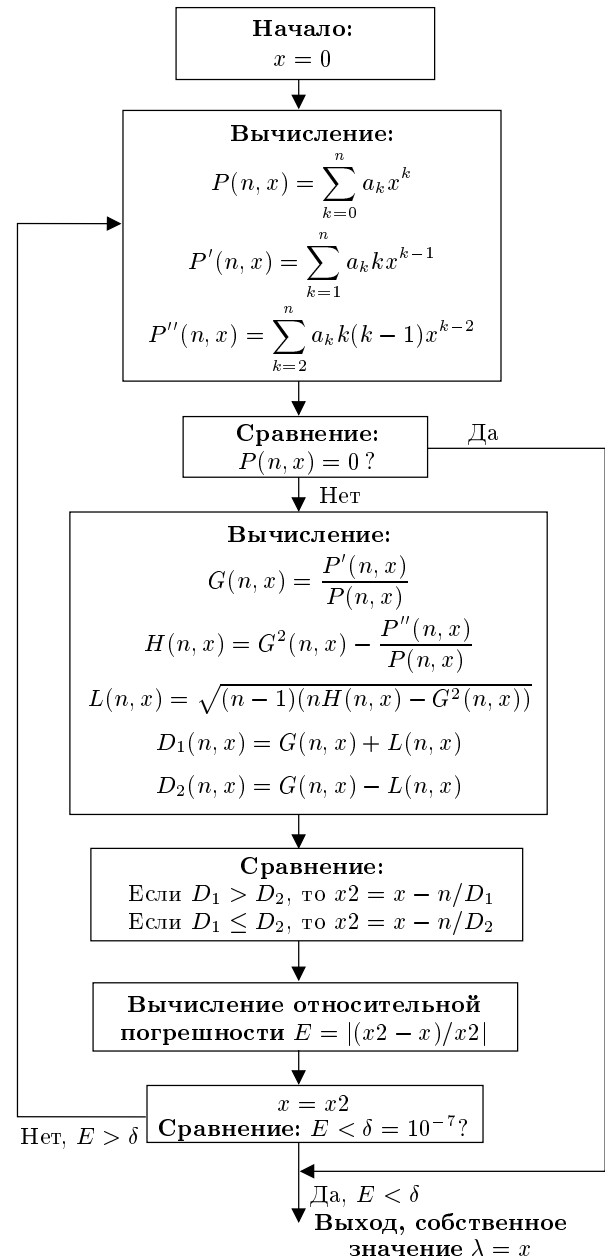 Начало:
x = 0
Вычисление:
P(n, x) = \sum_{k=0}^{n} a_k x^k
P'(n, x) = \sum_{k=1}^{n} a_k k x^{k-1}
P''(n, x) = \sum_{k=2}^{n} a_k k(k − 1)x^{k-2}
Сравнение:
P(n, x) = 0 ?
Да
Нет
Вычисление:
G(n, x) = \frac{P'(n, x)}{P(n, x)}
H(n, x) = G^2(n, x) − \frac{P''(n, x)}{P(n, x)}
L(n, x) = \sqrt{(n − 1)(nH(n, x) − G^2(n, x))}
D_1(n, x) = G(n, x) + L(n, x)
D_2(n, x) = G(n, x) − L(n, x)
Сравнение:
Если D_1 > D_2, то x2 = x − n/D_1
Если D_1 ≤ D_2, то x2 = x − n/D_2
Вычисление относительной
погрешности E = |(x2 − x)/x2|
x = x2
Сравнение: E < δ = 10^{−7}?
Нет, E > δ
Да, E < δ
Выход, собственное
значение λ = x